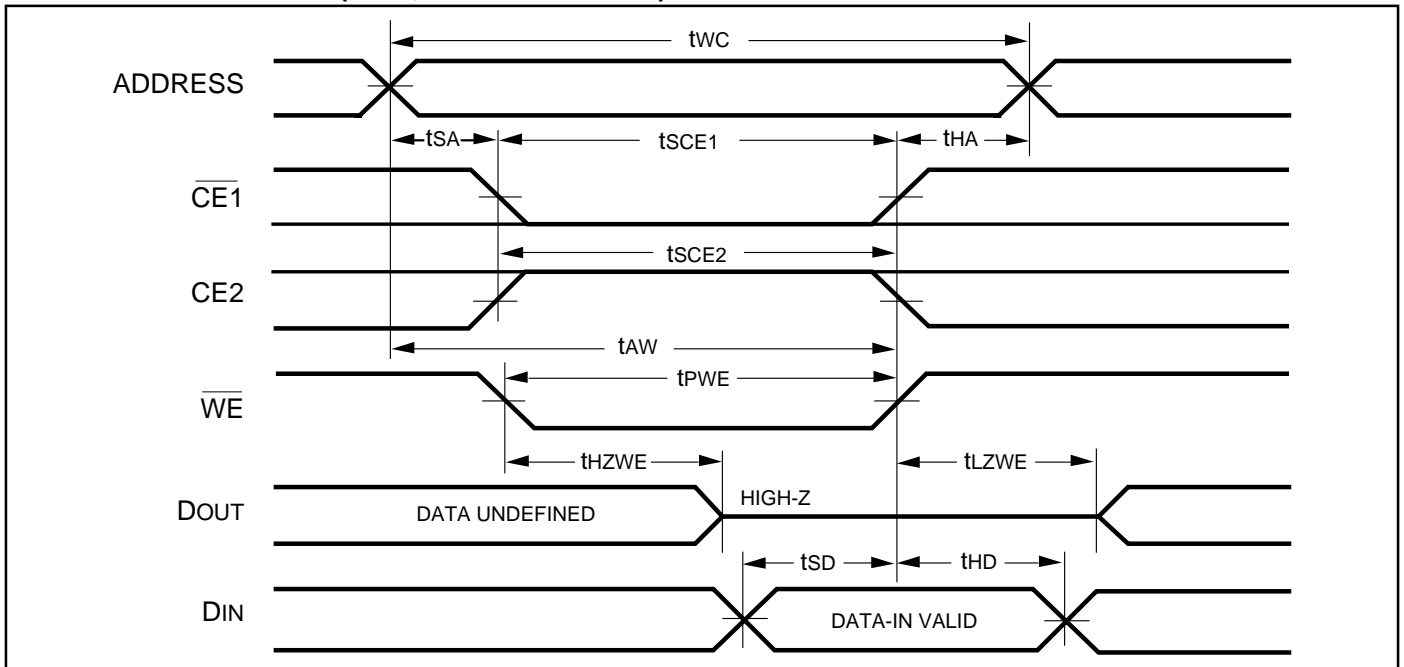 tWC
ADDRESS
tSA
tSCE1
tHA
CE1
tSCE2
CE2
tAW
tPWE
WE
tHZWE
tLZWE
DOUT
DATA UNDEFINED
HIGH-Z
tSD
tHD
DIN
DATA-IN VALID